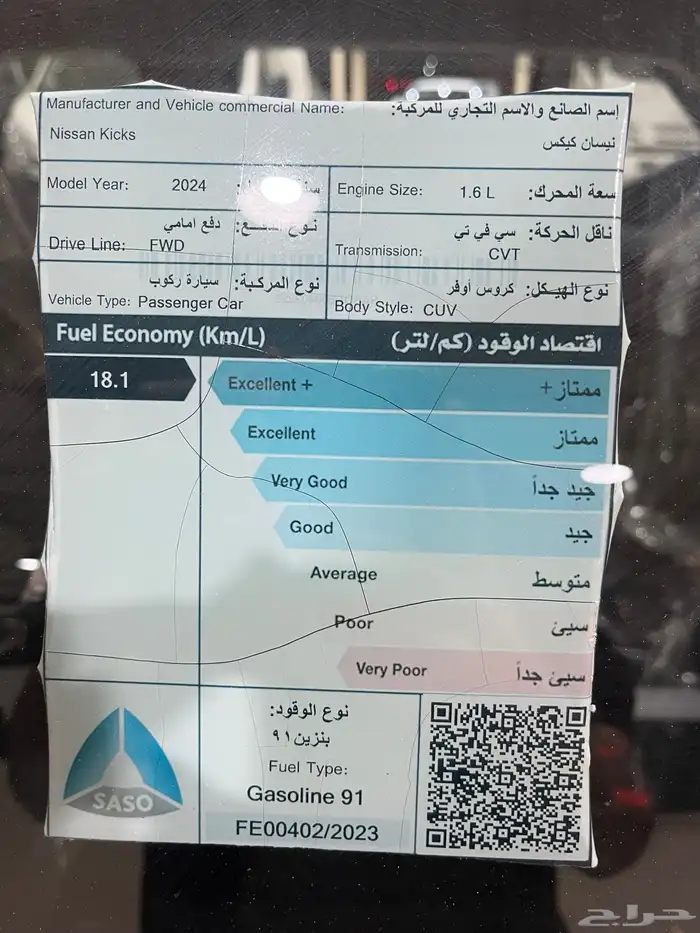 Manufacturer and Vehicle commercial Name: اسم الصانع والاسم التجاري للمركبة:
Nissan Kicks نيسان كيكس
Model Year: 2024
Engine Size: 1.6 L سعة المحرك:
دفع امامي
Drive Line: FWD
ناقل الحركة: سي في تي
Transmission: CVT
نوع المركبة: سيارة ركوب
Vehicle Type: Passenger Car
نوع الهيكل: كروس أوفر
Body Style: CUV
Fuel Economy (Km/L) اقتصاد الوقود (كم/لتر)
18.1
Excellent + ممتاز+
Excellent ممتاز
Very Good جيد جداً
Good جيد
Average متوسط
Poor سيئ
Very Poor سيئ جداً
SASO
نوع الوقود:
بنزين ٩١
Fuel Type:
Gasoline 91
FE00402/2023
حراج